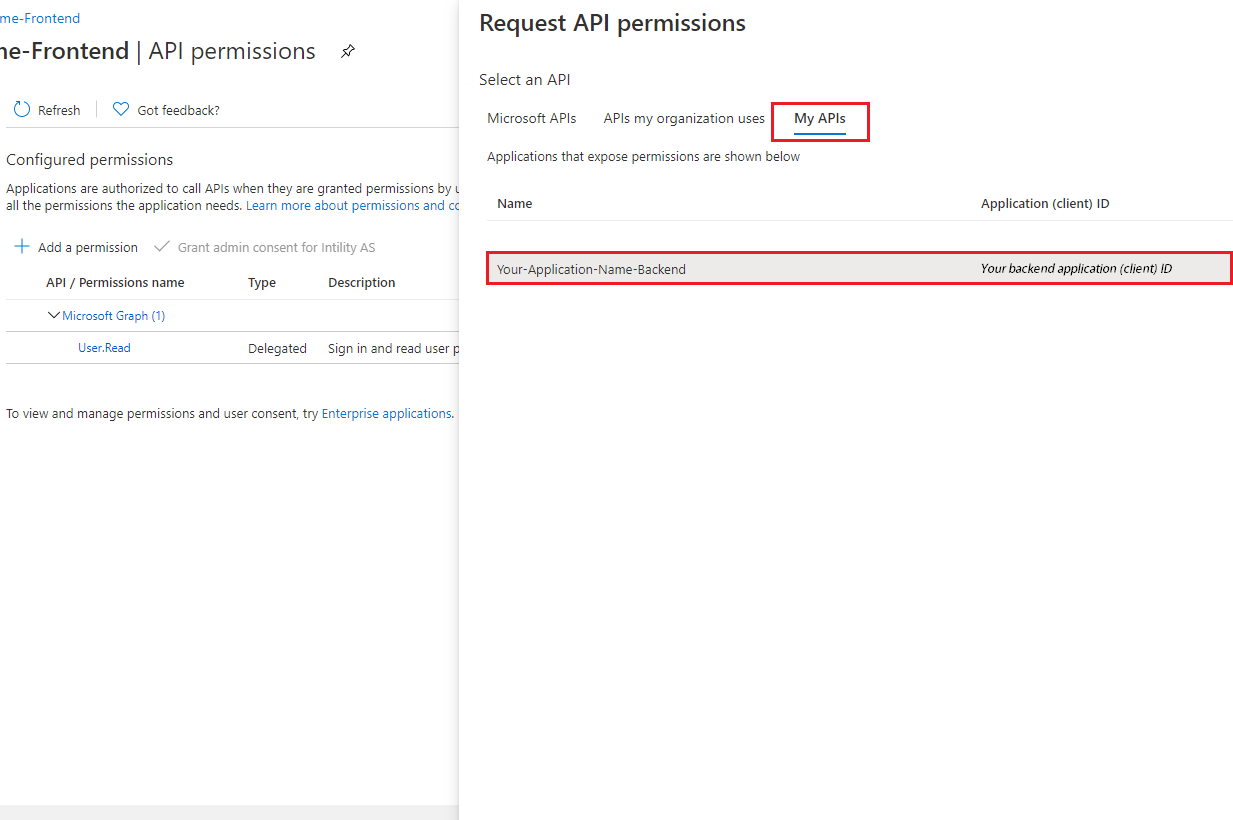 me-Frontend
ne-Frontend | API permissions
Refresh
Got feedback?
Configured permissions
Applications are authorized to call APIs when they are granted permissions by u
all the permissions the application needs. Learn more about permissions and co
Add a permission
Grant admin consent for Intility AS
API / Permissions name
Type
Description
Microsoft Graph (1)
User.Read
Delegated
Sign in and read user p
To view and manage permissions and user consent, try Enterprise applications.
Request API permissions
Select an API
Microsoft APIs
APIs my organization uses
My APIs
Applications that expose permissions are shown below
Name
Application (client) ID
Your-Application-Name-Backend
Your backend application (client) ID